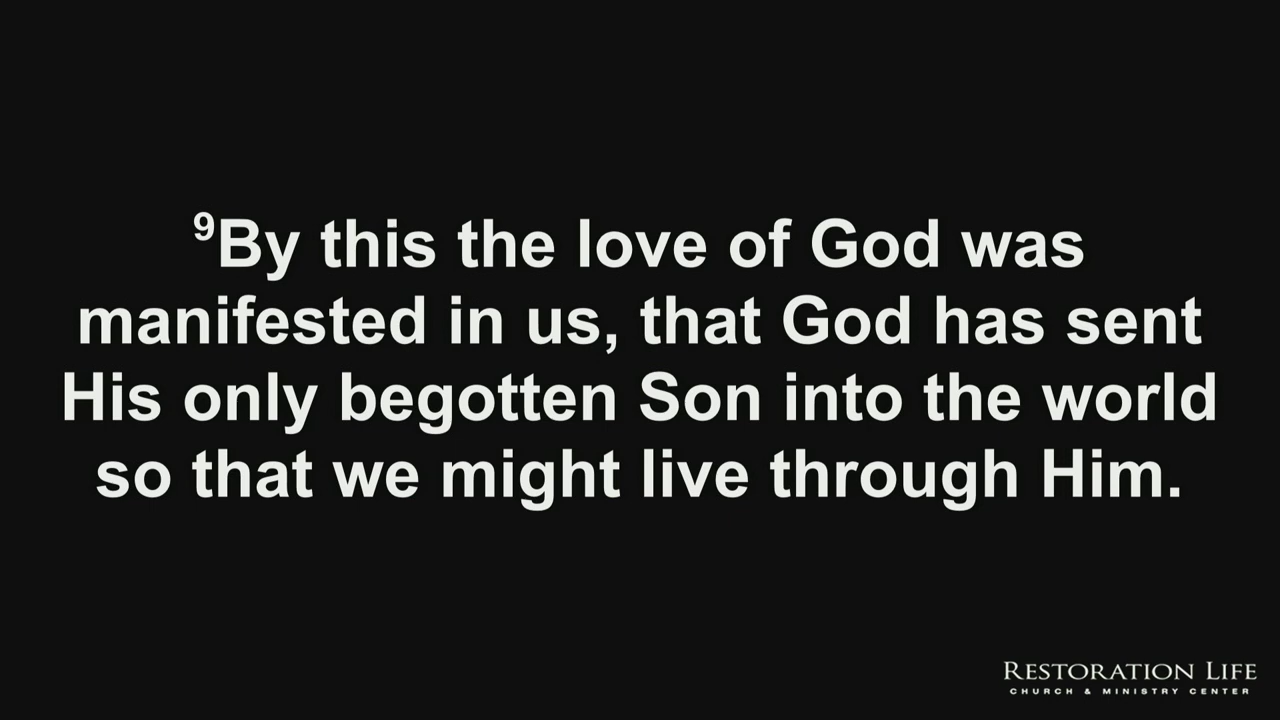 ⁹By this the love of God was
manifested in us, that God has sent
His only begotten Son into the world
so that we might live through Him.
RESTORATION LIFE
CHURCH & MINISTRY CENTER